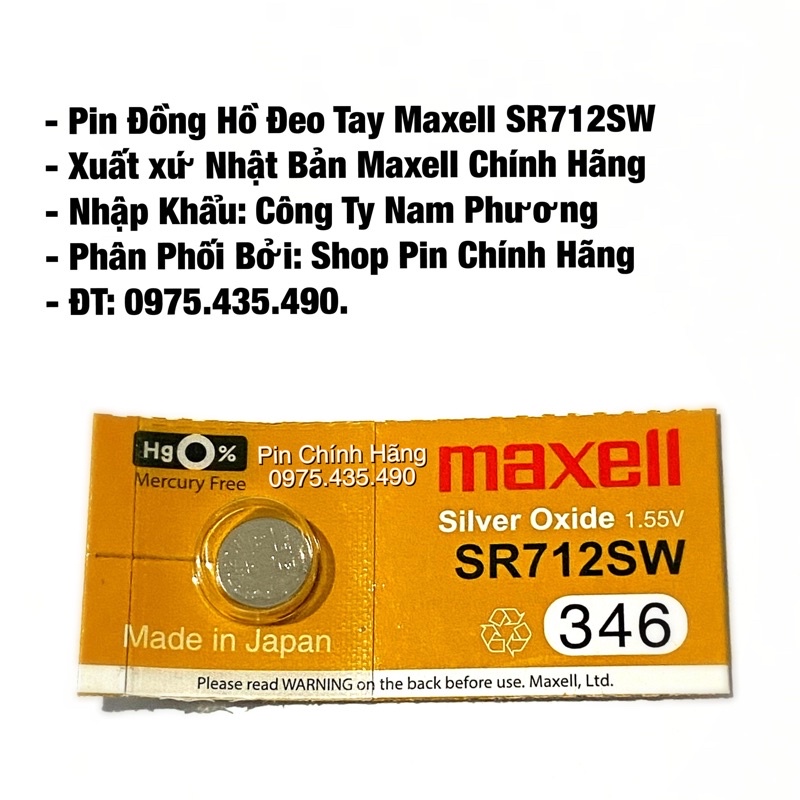 - Pin Đồng Hồ Đeo Tay Maxell SR712SW
- Xuất xứ Nhật Bản Maxell Chính Hãng
- Nhập Khẩu: Công Ty Nam Phương
- Phân Phối Bởi: Shop Pin Chính Hãng
- ĐT: 0975.435.490.
Hg 0%
Mercury Free
Pin Chính Hãng
0975.435.490
maxell
Silver Oxide 1.55V
SR712SW
346
Made in Japan
Please read WARNING on the back before use. Maxell, Ltd.